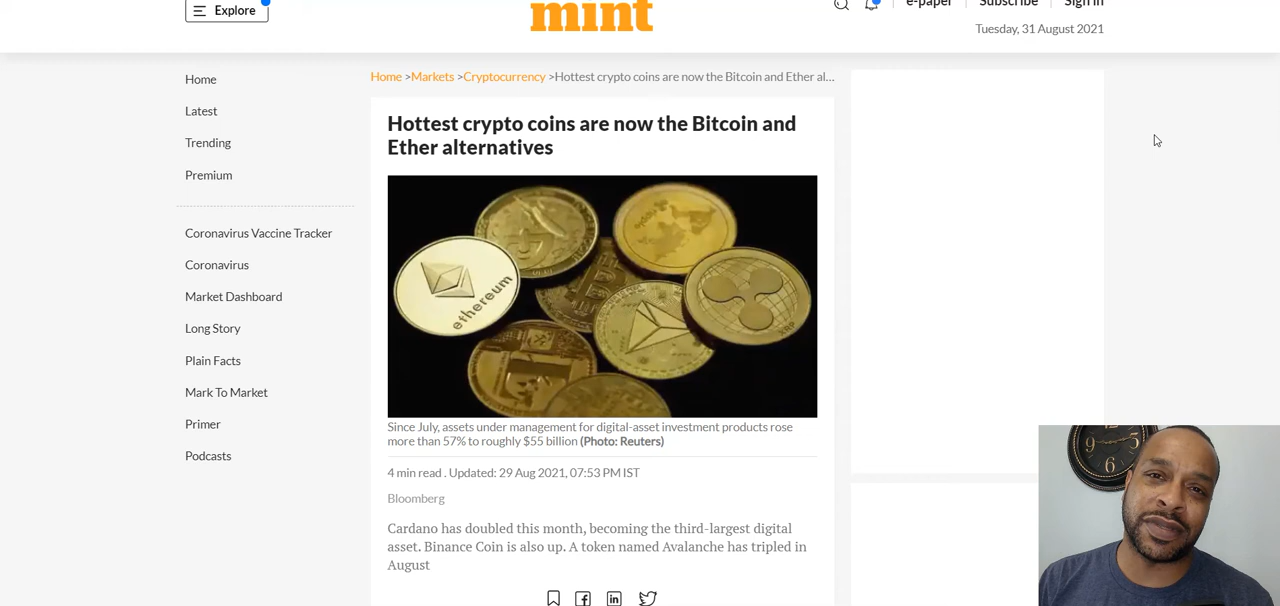 Explore
mint
e-paper
Subscribe
Sign in
Tuesday, 31 August 2021
Home
Latest
Trending
Premium
Coronavirus Vaccine Tracker
Coronavirus
Market Dashboard
Long Story
Plain Facts
Mark To Market
Primer
Podcasts
Home >Markets >Cryptocurrency >Hottest crypto coins are now the Bitcoin and Ether al...
Hottest crypto coins are now the Bitcoin and
Ether alternatives
ethereum
XRP
Since July, assets under management for digital-asset investment products rose
more than 57% to roughly $55 billion (Photo: Reuters)
4 min read . Updated: 29 Aug 2021, 07:53 PM IST
Bloomberg
Cardano has doubled this month, becoming the third-largest digital
asset. Binance Coin is also up. A token named Avalanche has tripled in
August